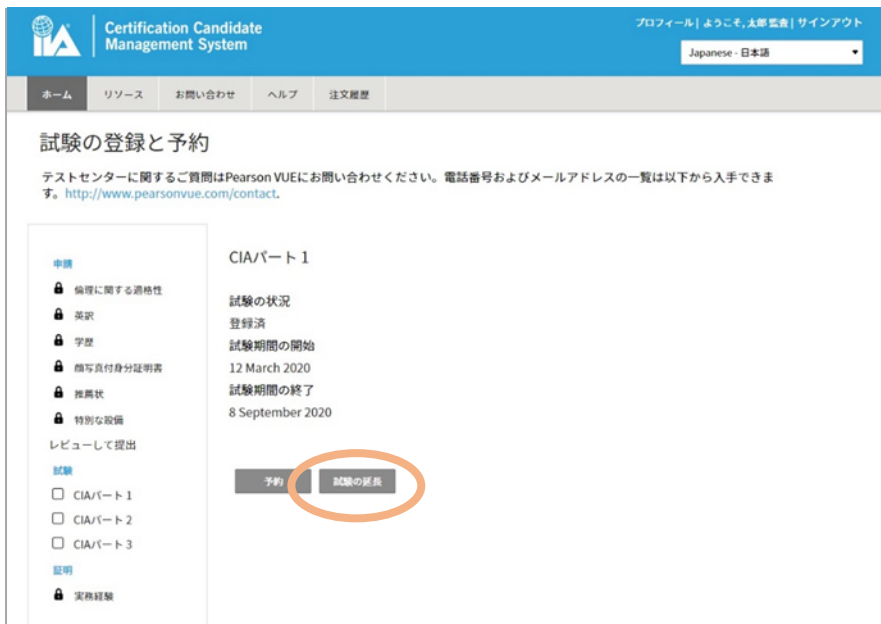 IIA
Certification Candidate
Management System
プロフィール| ようこそ,太郎 監査| サインアウト
Japanese - 日本語
ホーム
リソース
お問い合わせ
ヘルプ
注文履歴
試験の登録と予約
テストセンターに関するご質問はPearson VUEにお問い合わせください。電話番号およびメールアドレスの一覧は以下から入手できま
す。http://www.pearsonvue.com/contact.
申請
倫理に関する適格性
英訳
学歴
顔写真付身分証明書
推薦状
特別な設備
レビューして提出
試験
CIAパート 1
CIAパート 2
CIAパート 3
証明
実務経験
CIAパート 1
試験の状況
登録済
試験期間の開始
12 March 2020
試験期間の終了
8 September 2020
予約
試験の延長